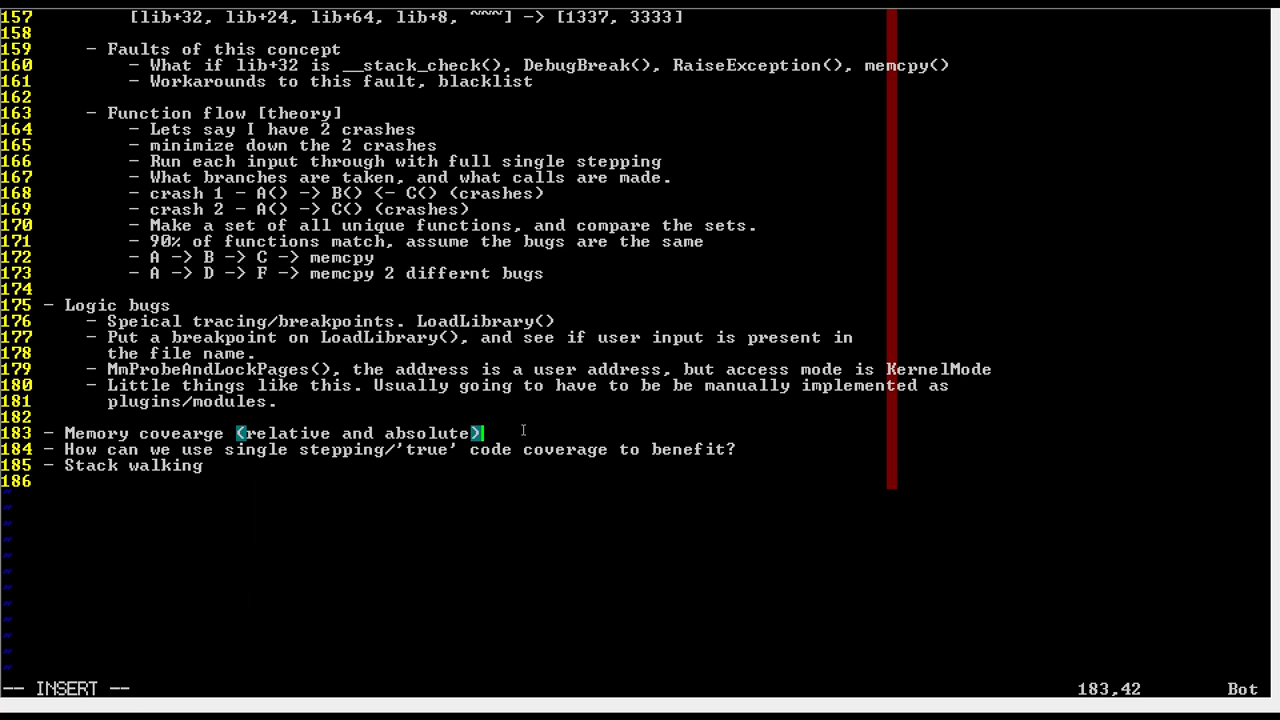 157         [lib+32, lib+24, lib+64, lib+8, ~~~] -> [1337, 3333]
158
159     - Faults of this concept
160         - What if lib+32 is __stack_check(), DebugBreak(), RaiseException(), memcpy()
161         - Workarounds to this fault, blacklist
162
163     - Function flow [theory]
164         - Lets say I have 2 crashes
165         - minimize down the 2 crashes
166         - Run each input through with full single stepping
167         - What branches are taken, and what calls are made.
168         - crash 1 - A() -> B() <- C() (crashes)
169         - crash 2 - A() -> C() (crashes)
170         - Make a set of all unique functions, and compare the sets.
171         - 90% of functions match, assume the bugs are the same
172         - A -> B -> C -> memcpy
173         - A -> D -> F -> memcpy 2 differnt bugs
174
175 - Logic bugs
176     - Speical tracing/breakpoints. LoadLibrary()
177     - Put a breakpoint on LoadLibrary(), and see if user input is present in
178       the file name.
179     - MmProbeAndLockPages(), the address is a user address, but access mode is KernelMode
180     - Little things like this. Usually going to have to be be manually implemented as
181       plugins/modules.
182
183 - Memory covearge (relative and absolute)
184 - How can we use single stepping/'true' code coverage to benefit?
185 - Stack walking
186
~
~
~
~
~
~
~
~
~
~
~
~
-- INSERT -- 183,42 Bot